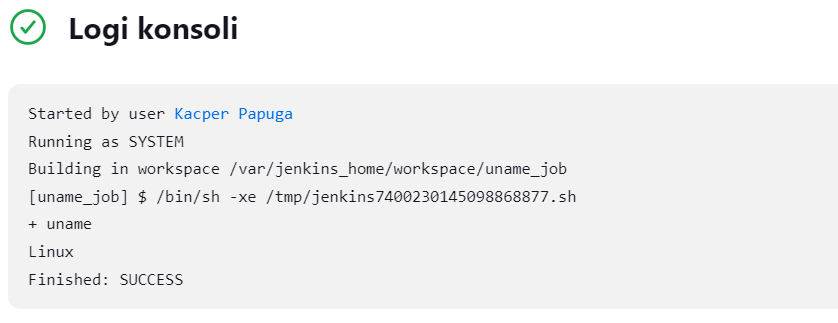 Logi konsoli
Started by user Kacper Papuga
Running as SYSTEM
Building in workspace /var/jenkins_home/workspace/uname_job
[uname_job] $ /bin/sh -xe /tmp/jenkins7400230145098868877.sh
+ uname
Linux
Finished: SUCCESS